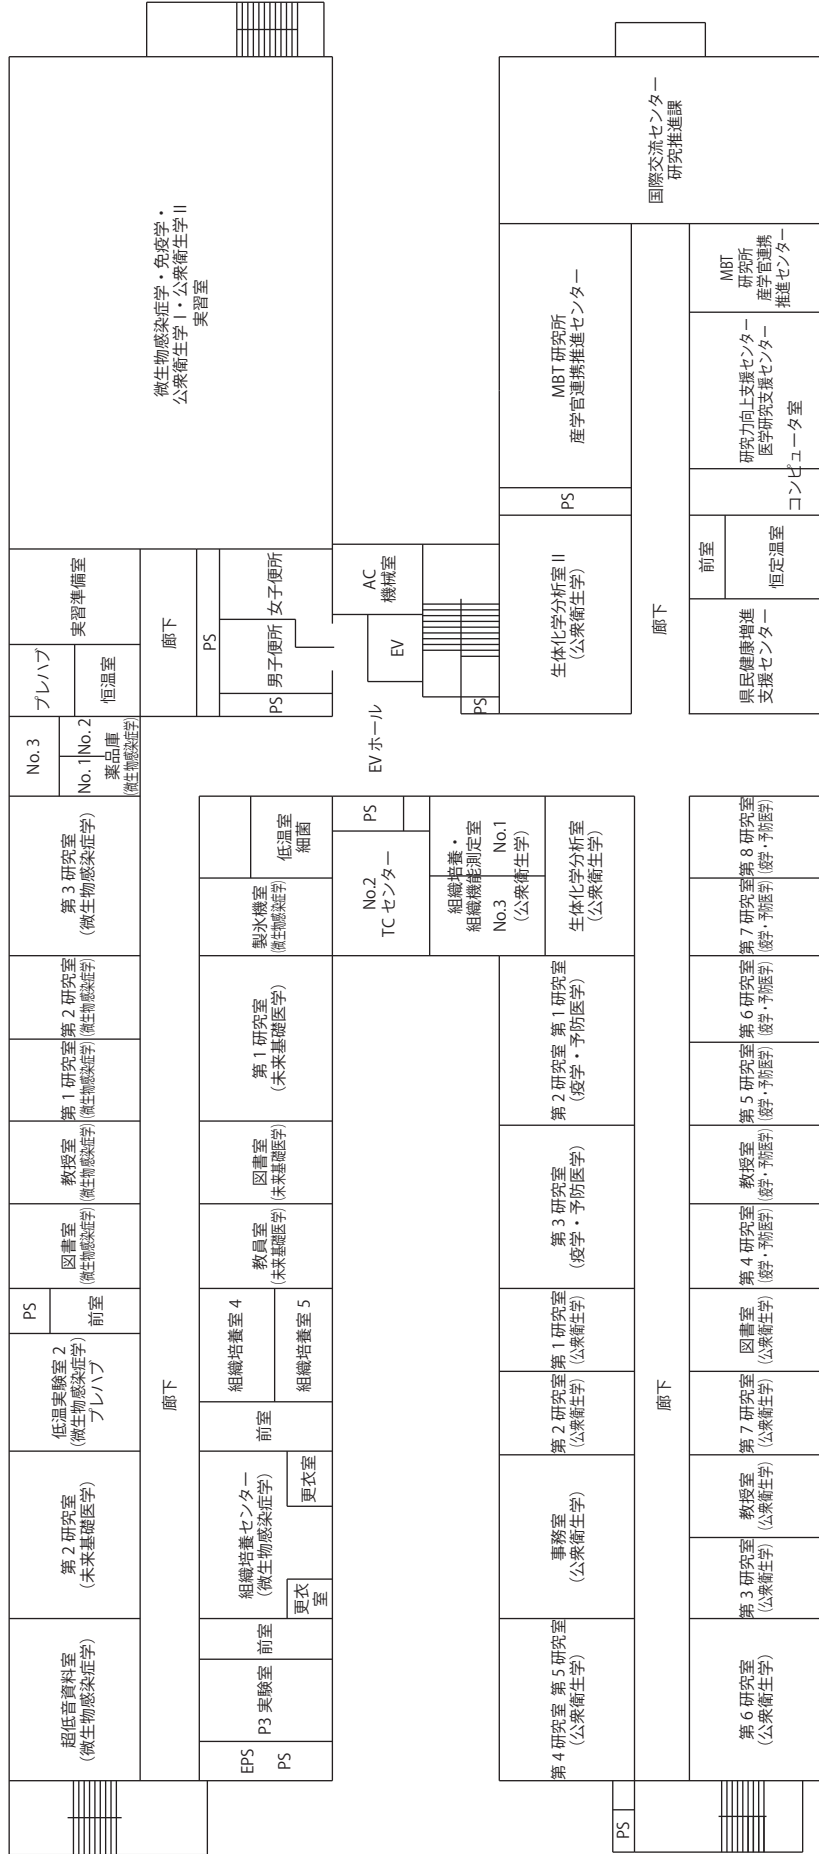 微生物感染症学・免疫学・
公衆衛生学Ⅰ・公衆衛生学Ⅱ
実習室
国際交流センター
研究推進課
MBT 研究所
産学官連携推進センター
MBT
研究所
産学官連携
推進センター
研究力向上支援センター
医学研究支援センター
コンピュータ室
PS
実習準備室
プレハブ
恒温室
廊下
PS
女子便所
男子便所
PS
AC
機械室
EV
PS
生体化学分析室Ⅱ
(公衆衛生学)
廊下
前室
恒定温室
県民健康増進
支援センター
No. 3
No. 1
No. 2
薬品庫
(微生物感染症学)
EV ホール
第 3 研究室
(微生物感染症学)
低温室
細菌
製氷機室
(微生物感染症学)
PS
No.2
TC センター
組織培養・
組織機能測定室
No.1
No.3
(公衆衛生学)
生体化学分析室
(公衆衛生学)
第 8 研究室
(疫学・予防医学)
第 7 研究室
(疫学・予防医学)
第 2 研究室
(微生物感染症学)
第 1 研究室
(微生物感染症学)
第 1 研究室
(未来基礎医学)
第 2 研究室 第 1 研究室
(疫学・予防医学)
第 6 研究室
(疫学・予防医学)
第 5 研究室
(疫学・予防医学)
教授室
(微生物感染症学)
図書室
(微生物感染症学)
図書室
(未来基礎医学)
教員室
(未来基礎医学)
第 3 研究室
(疫学・予防医学)
教授室
(疫学・予防医学)
第 4 研究室
(疫学・予防医学)
PS
前室
低温実験室 2
(微生物感染症学)
プレハブ
廊下
組織培養室 4
組織培養室 5
前室
第 1 研究室
(公衆衛生学)
第 2 研究室
(公衆衛生学)
廊下
図書室
(公衆衛生学)
第 7 研究室
(公衆衛生学)
第 2 研究室
(未来基礎医学)
組織培養センター
(微生物感染症学)
更衣室
更衣
室
事務室
(公衆衛生学)
教授室
(公衆衛生学)
第 3 研究室
(公衆衛生学)
超低音資料室
(微生物感染症学)
前室
P3 実験室
EPS
PS
第 4 研究室 第 5 研究室
(公衆衛生学)
第 6 研究室
(公衆衛生学)
PS